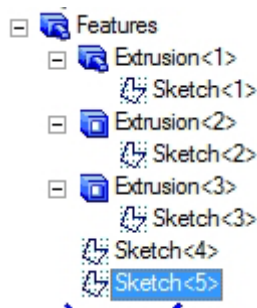 Features
Extrusion<1>
Sketch<1>
Extrusion<2>
Sketch<2>
Extrusion<3>
Sketch<3>
Sketch<4>
Sketch<5>